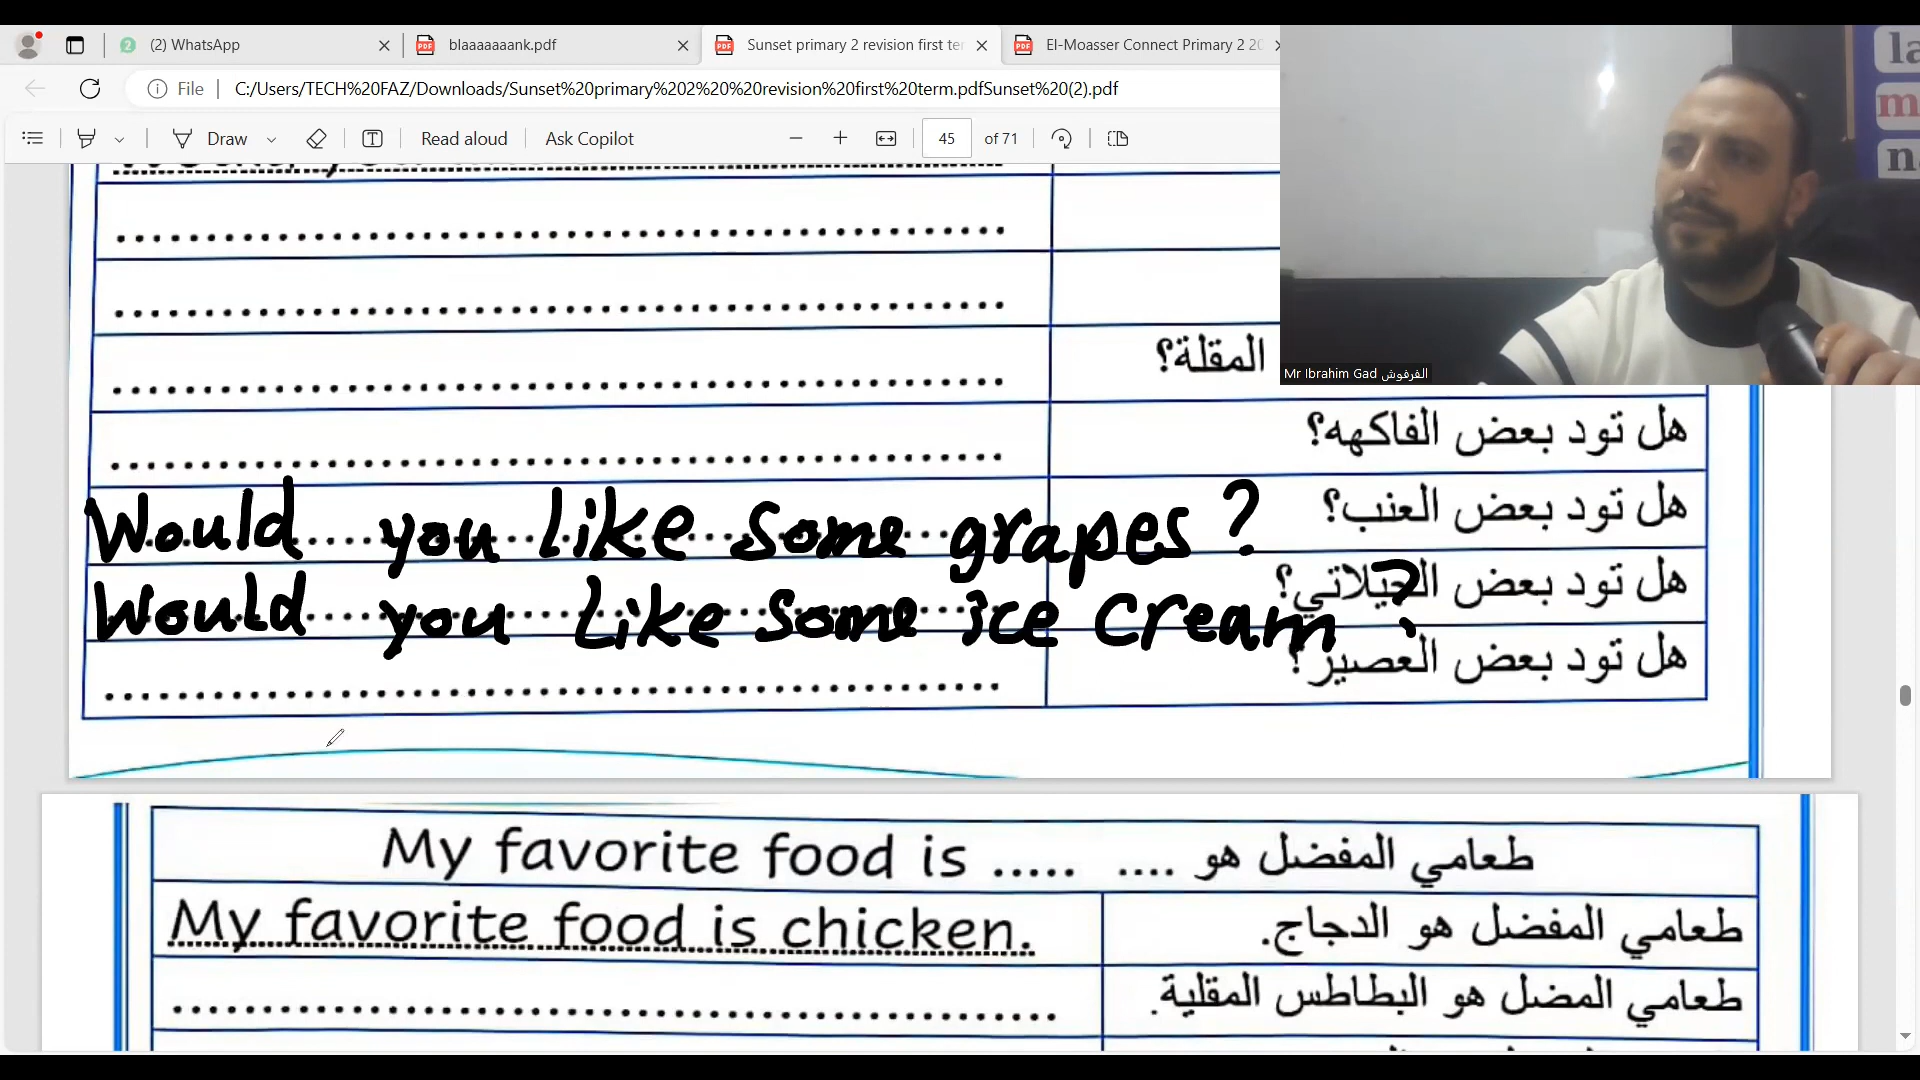 (2) WhatsApp
blaaaaaaank.pdf
Sunset primary 2 revision first te
El-Moasser Connect Primary 2 20
File
C:/Users/TECH%20FAZ/Downloads/Sunset%20primary%202%20%20revision%20first%20term.pdfSunset%20(2).pdf
Draw
Read aloud
Ask Copilot
45 of 71
Mr Ibrahim Gad الفرفوش
المقلة؟
هل تود بعض الفاكهه؟
Would you like some grapes?
هل تود بعض العنب؟
Would you like some ice cream?
هل تود بعض الجيلاتي؟
هل تود بعض العصير؟
My favorite food is ..... طعامي المفضل هو ....
My favorite food is chicken.
طعامي المفضل هو الدجاج.
طعامي المضل هو البطاطس المقلية.